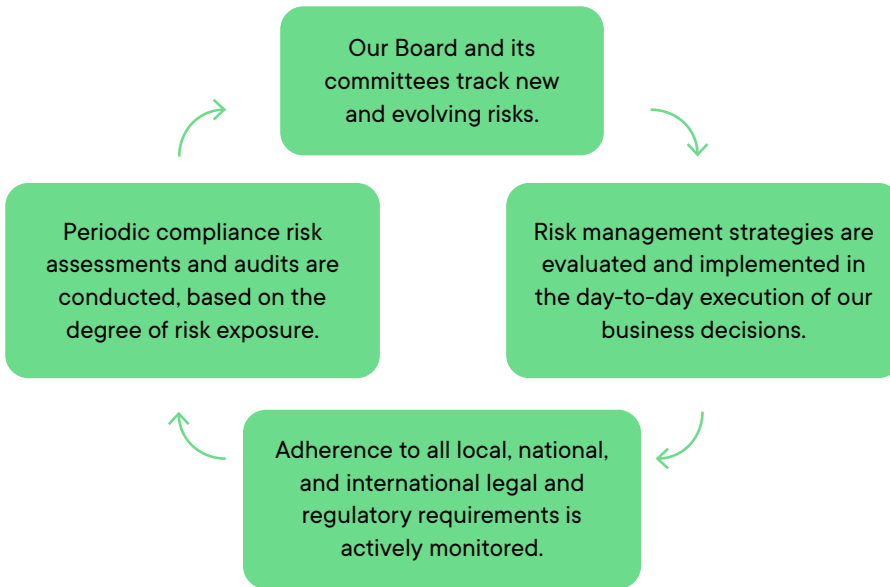 Our Board and its
committees track new
and evolving risks.
Risk management strategies are
evaluated and implemented in
the day-to-day execution of our
business decisions.
Adherence to all local, national,
and international legal and
regulatory requirements is
actively monitored.
Periodic compliance risk
assessments and audits are
conducted, based on the
degree of risk exposure.